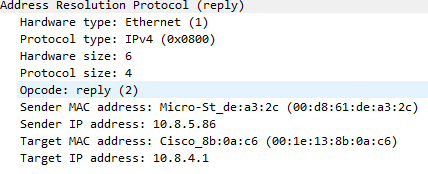 Address Resolution Protocol (reply)
Hardware type: Ethernet (1)
Protocol type: IPv4 (0x0800)
Hardware size: 6
Protocol size: 4
Opcode: reply (2)
Sender MAC address: Micro-St_de:a3:2c (00:d8:61:de:a3:2c)
Sender IP address: 10.8.5.86
Target MAC address: Cisco_8b:0a:c6 (00:1e:13:8b:0a:c6)
Target IP address: 10.8.4.1